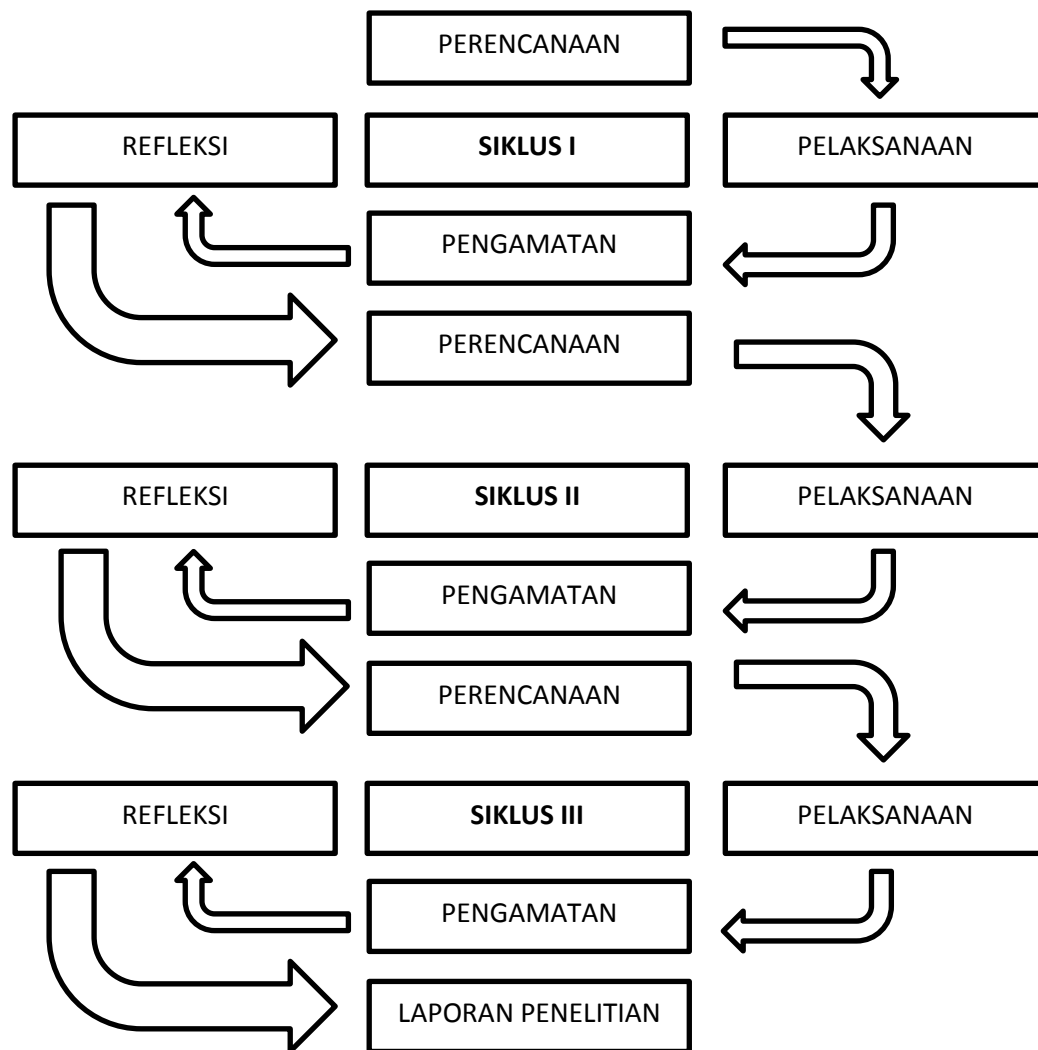 PERENCANAAN
REFLEKSI
SIKLUS I
PELAKSANAAN
PENGAMATAN
PERENCANAAN
REFLEKSI
SIKLUS II
PELAKSANAAN
PENGAMATAN
PERENCANAAN
REFLEKSI
SIKLUS III
PELAKSANAAN
PENGAMATAN
LAPORAN PENELITIAN